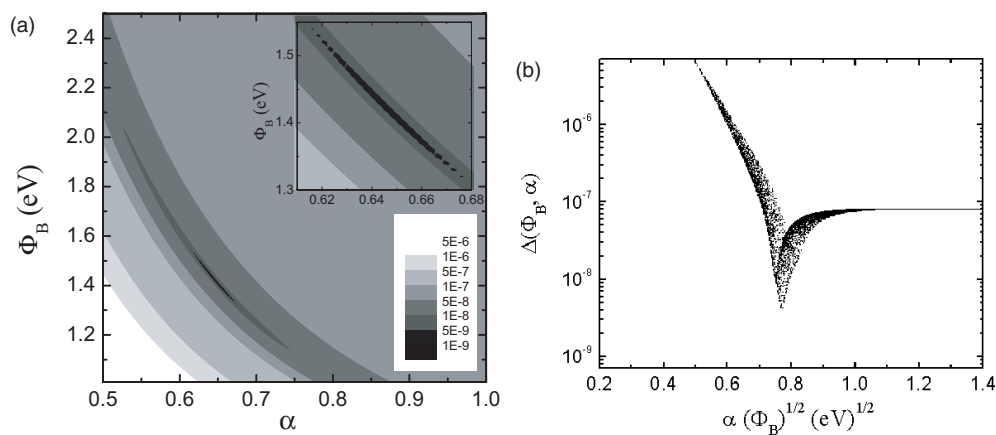 (a)
2.4
2.2
2.0
1.8
1.6
1.4
1.2
Φ_B (eV)
0.5 0.6 0.7 0.8 0.9 1.0
α
1.5
1.4
1.3
Φ_B (eV)
0.62 0.64 0.66 0.68
5E-6
1E-6
5E-7
1E-7
5E-8
1E-8
5E-9
1E-9
(b)
10^-6
10^-7
10^-8
10^-9
Δ(Φ_B, α)
0.2 0.4 0.6 0.8 1.0 1.2 1.4
α (Φ_B)^1/2 (eV)^1/2